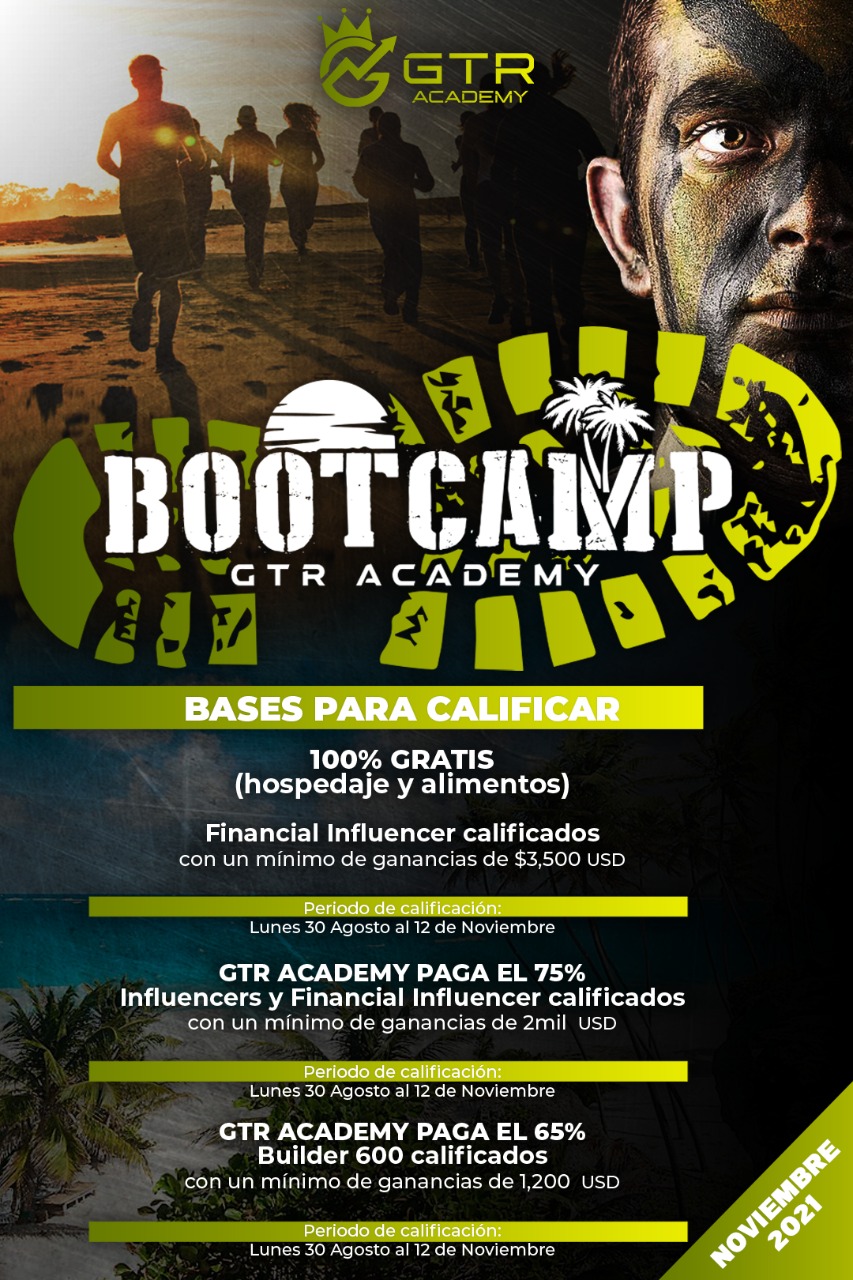 GTR
ACADEMY
BOOTCAMP
GTR ACADEMY
BASES PARA CALIFICAR
100% GRATIS
(hospedaje y alimentos)
Financial Influencer calificados
con un mínimo de ganancias de $3,500 USD
Periodo de calificación:
Lunes 30 Agosto al 12 de Noviembre
GTR ACADEMY PAGA EL 75%
Influencers y Financial Influencer calificados
con un mínimo de ganancias de 2mil USD
Periodo de calificación:
Lunes 30 Agosto al 12 de Noviembre
GTR ACADEMY PAGA EL 65%
Builder 600 calificados
con un mínimo de ganancias de 1,200 USD
Periodo de calificación:
Lunes 30 Agosto al 12 de Noviembre
NOVIEMBRE
2021